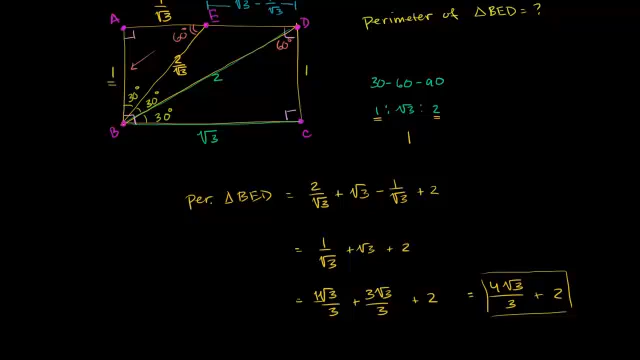 1/√3
√3 - 1/√3
A E D
60°
2/√3
60°
1
2
1
30° 30°
30°
B C
√3
Perimeter of △BED = ?
30-60-90
1 : √3 : 2
1
per. △BED = 2/√3 + √3 - 1/√3 + 2
= 1/√3 + √3 + 2
= 1√3/3 + 3√3/3 + 2 = 4√3/3 + 2